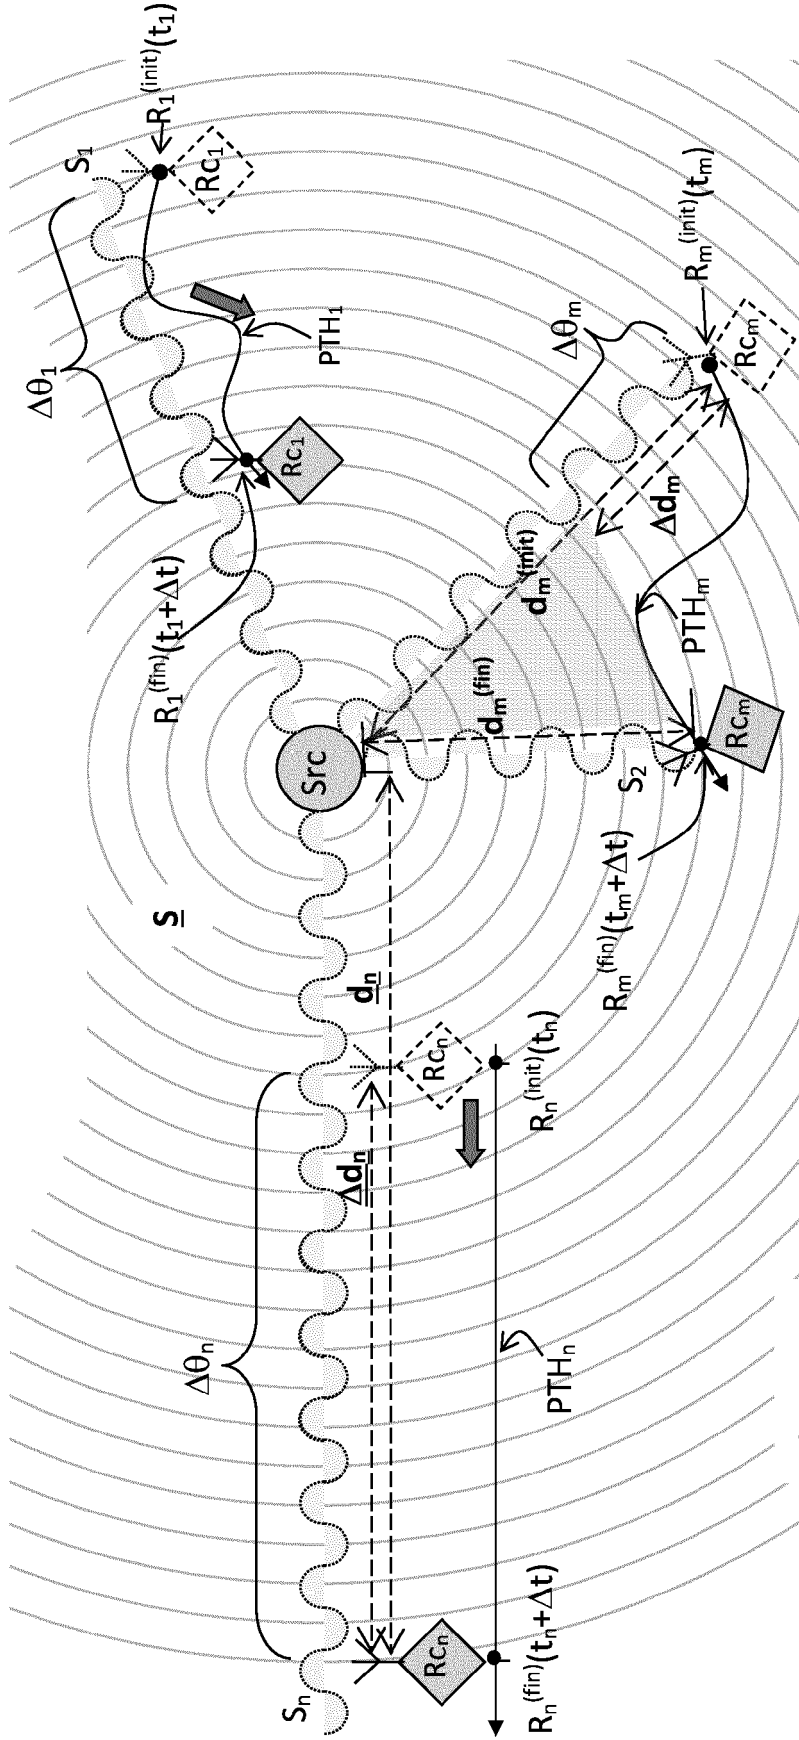 S₁
R₁⁽ⁱⁿⁱᵗ⁾(t₁)
Rc₁
Δθ₁
PTH₁
Rc₁
R₁⁽ᶠⁱⁿ⁾(t₁+Δt)
Δθₘ
Rₘ⁽ⁱⁿⁱᵗ⁾(tₘ)
Rcₘ
Δdₘ
dₘ⁽ⁱⁿⁱᵗ⁾
dₘ⁽ᶠⁱⁿ⁾
PTHₘ
Rcₘ
S₂
Rₘ⁽ᶠⁱⁿ⁾(tₘ+Δt)
Src
S
dₙ
Rcₙ
Rₙ⁽ⁱⁿⁱᵗ⁾(tₙ)
Δdₙ
Δθₙ
PTHₙ
Sₙ
Rcₙ
Rₙ⁽ᶠⁱⁿ⁾(tₙ+Δt)